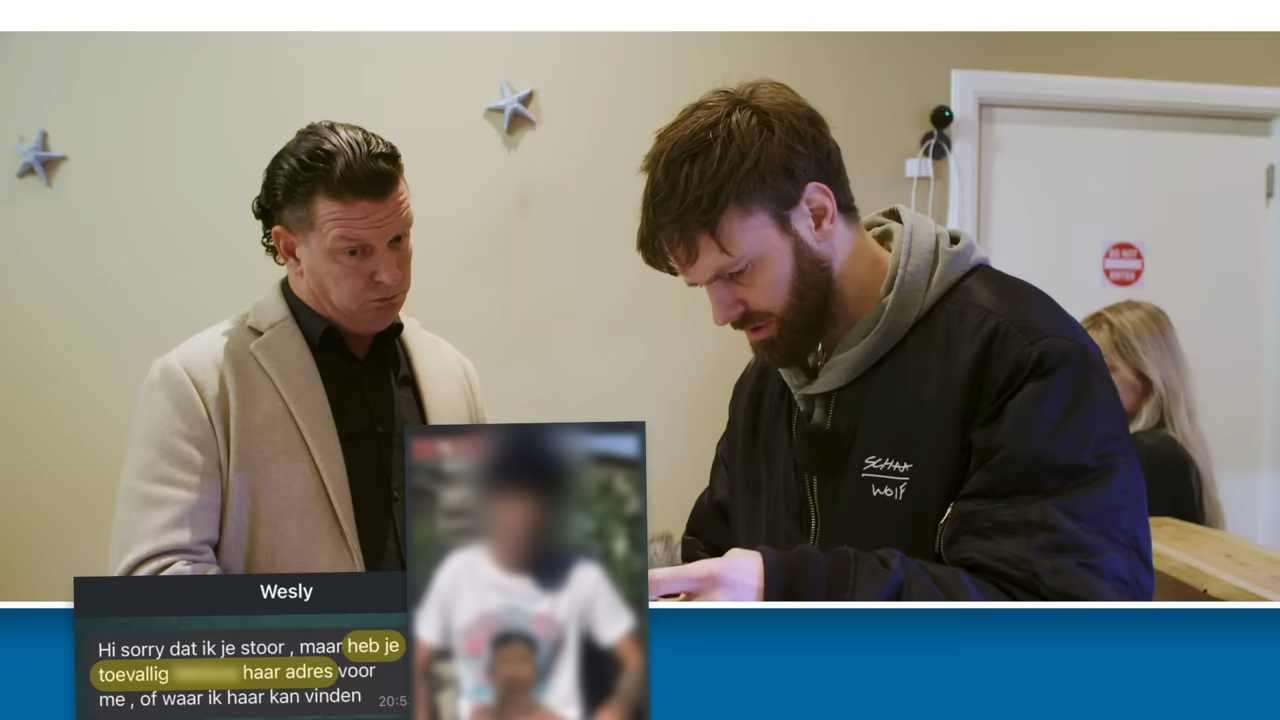 DO NOT
ENTER
SCHAA
WOlF
Wesly
Hi sorry dat ik je stoor , maar heb je
toevallig haar adres voor
me , of waar ik haar kan vinden
20:5